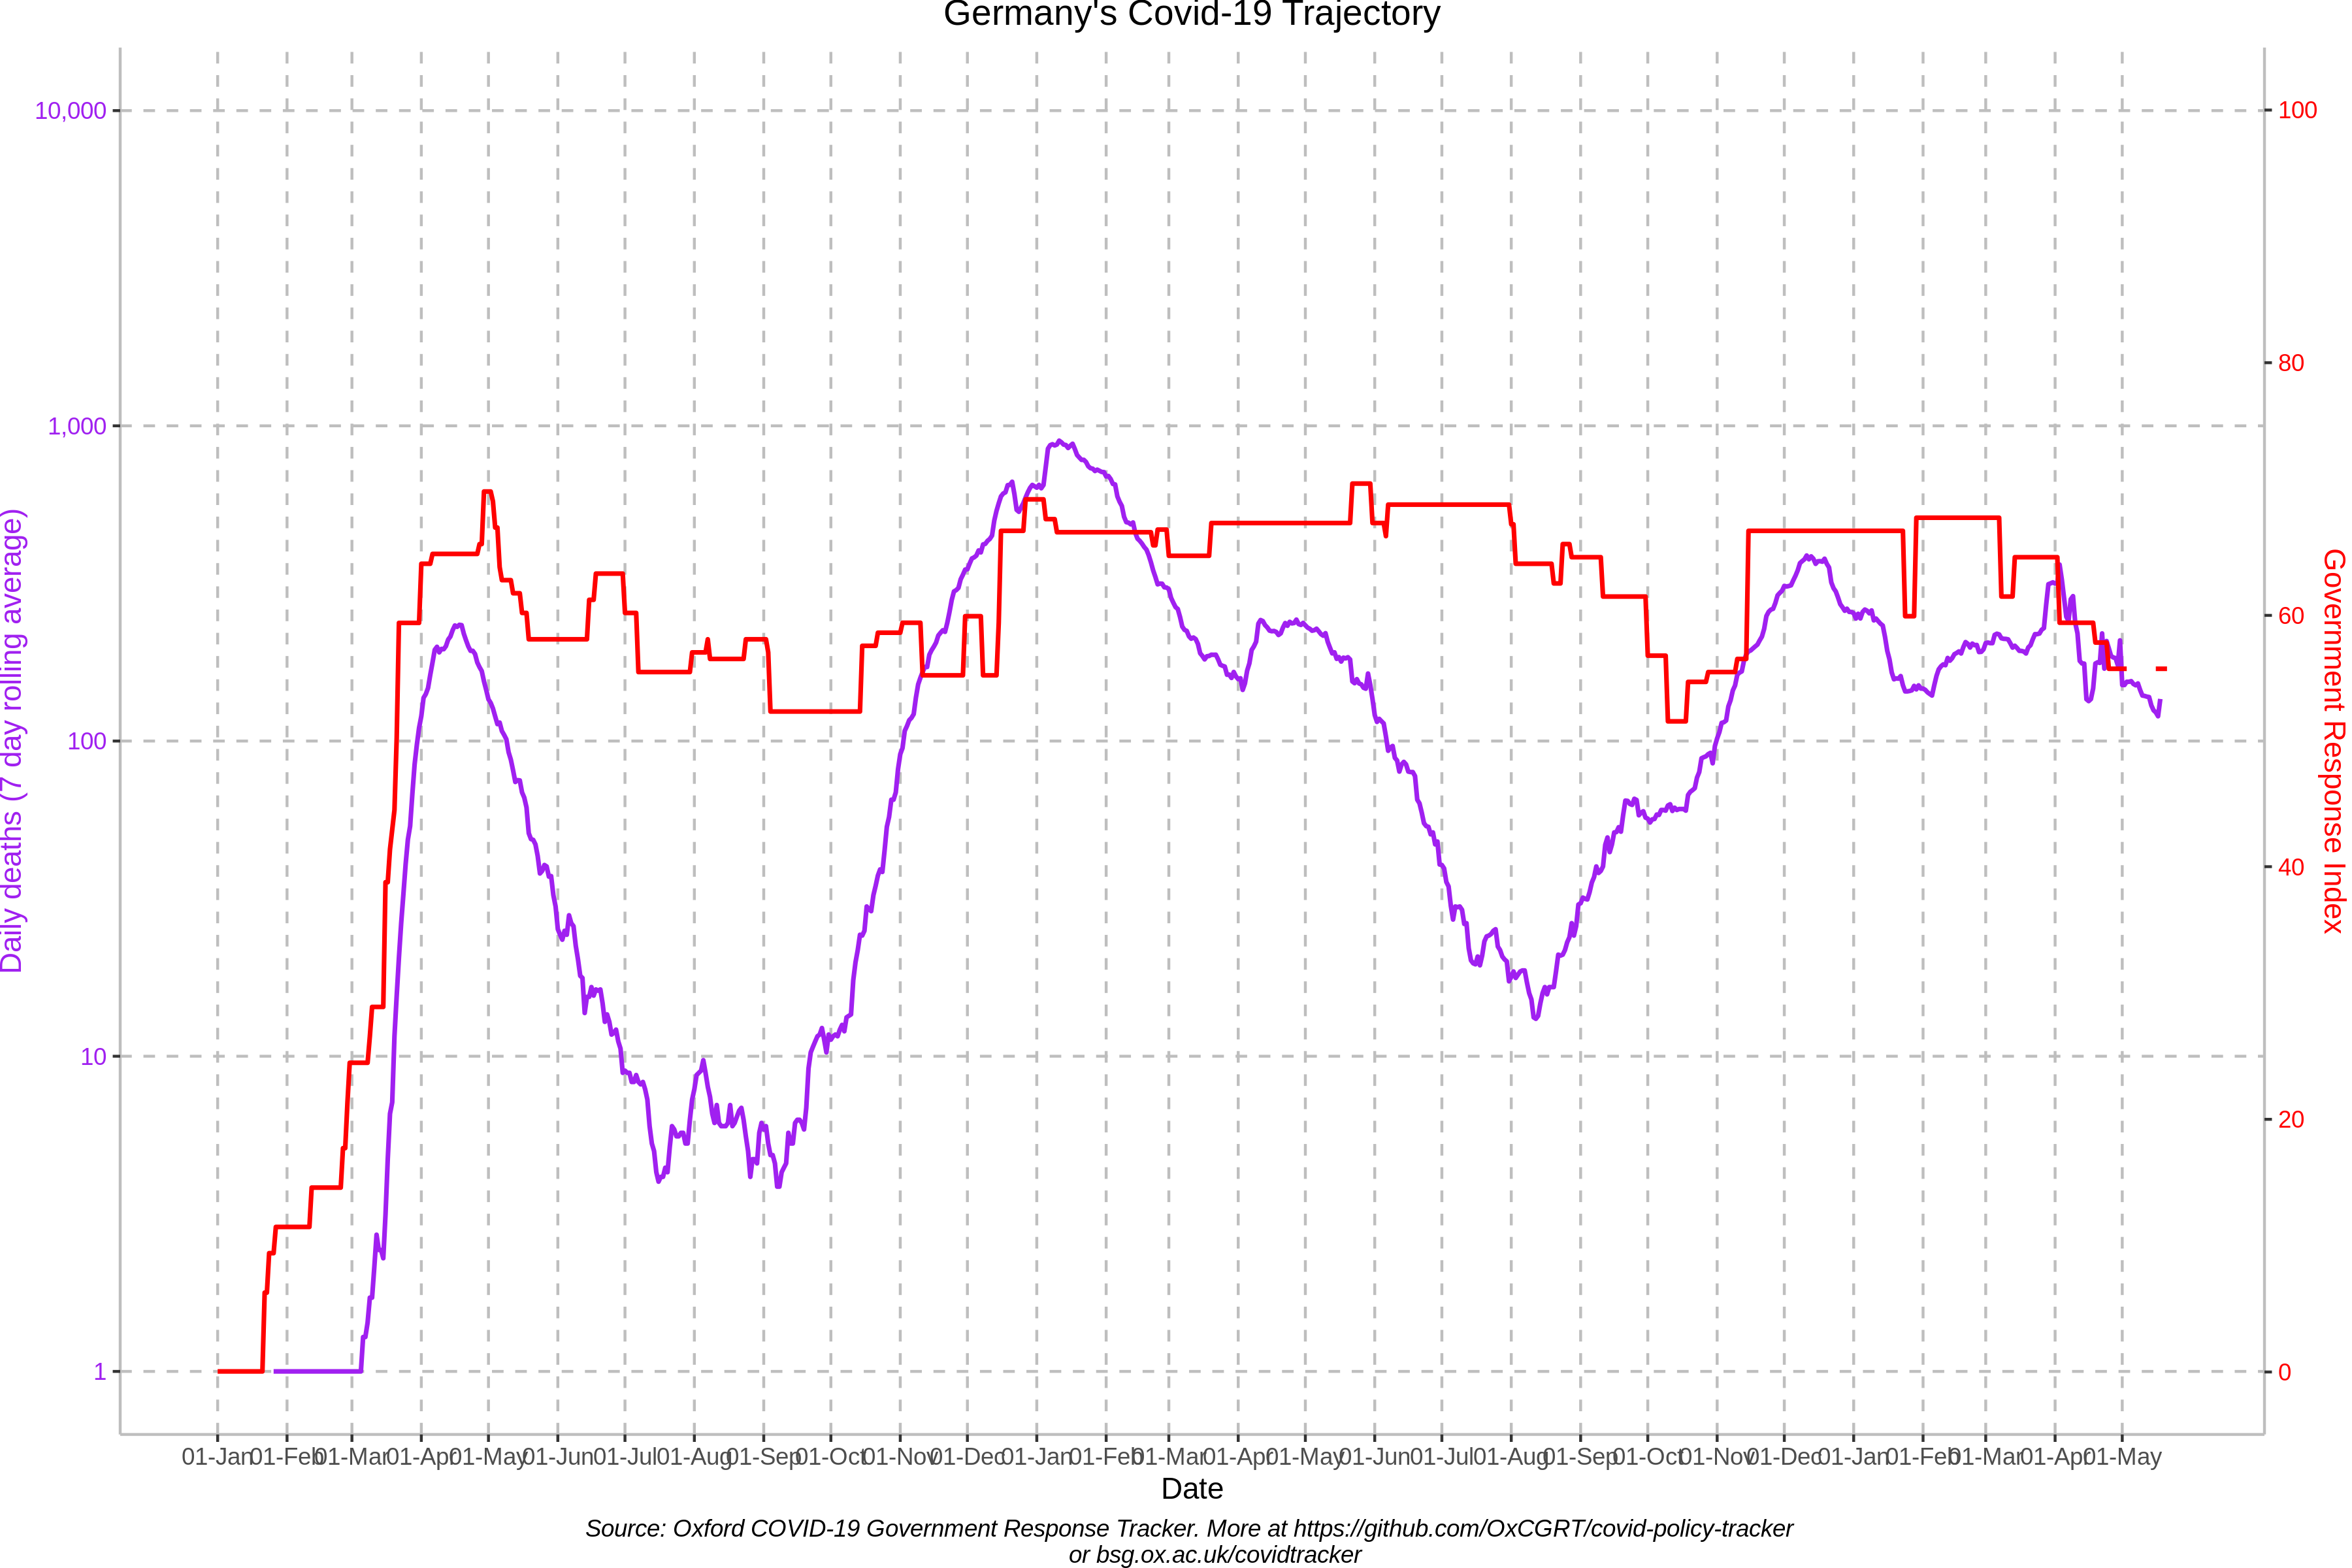 Germany's Covid-19 Trajectory
10,000
1,000
100
10
1
Daily deaths (7 day rolling average)
100
80
60
40
20
0
Government Response Index
01-Jan 01-Feb 01-Mar 01-Apr 01-May 01-Jun 01-Jul 01-Aug 01-Sep 01-Oct 01-Nov 01-Dec 01-Jan 01-Feb 01-Mar 01-Apr 01-May 01-Jun 01-Jul 01-Aug 01-Sep 01-Oct 01-Nov 01-Dec 01-Jan 01-Feb 01-Mar 01-Apr 01-May
Date
Source: Oxford COVID-19 Government Response Tracker. More at https://github.com/OxCGRT/covid-policy-tracker
or bsg.ox.ac.uk/covidtracker